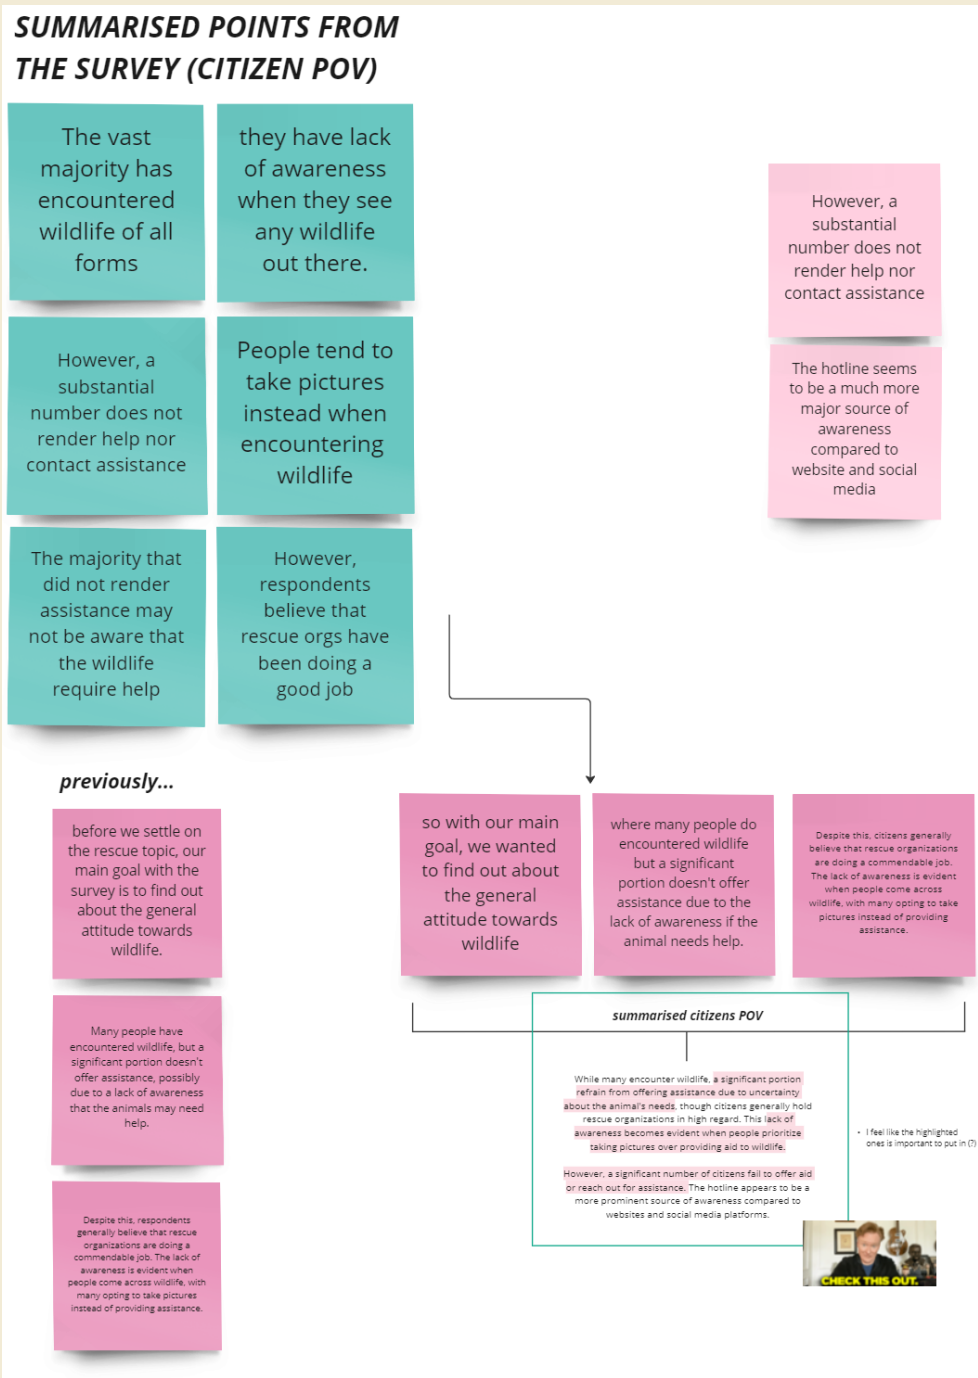 SUMMARISED POINTS FROM
THE SURVEY (CITIZEN POV)
The vast
majority has
encountered
wildlife of all
forms
they have lack
of awareness
when they see
any wildlife
out there.
However, a
substantial
number does not
render help nor
contact assistance
People tend to
take pictures
instead when
encountering
wildlife
The majority that
did not render
assistance may
not be aware that
the wildlife
require help
However,
respondents
believe that
rescue orgs have
been doing a
good job
However, a
substantial
number does not
render help nor
contact assistance
The hotline seems
to be a much more
major source of
awareness
compared to
website and social
media
previously...
before we settle on
the rescue topic, our
main goal with the
survey is to find out
about the general
attitude towards
wildlife.
Many people have
encountered wildlife, but a
significant portion doesn't
offer assistance, possibly
due to a lack of awareness
that the animals may need
help.
Despite this, respondents
generally believe that rescue
organizations are doing a
commendable job. The lack of
awareness is evident when
people come across wildlife, with
many opting to take pictures
instead of providing assistance.
so with our main
goal, we wanted
to find out about
the general
attitude towards
wildlife
where many people do
encountered wildlife
but a significant
portion doesn't offer
assistance due to the
lack of awareness if the
animal needs help.
Despite this, citizens generally
believe that rescue organizations
are doing a commendable job.
The lack of awareness is evident
when people come across
wildlife, with many opting to take
pictures instead of providing
assistance.
summarised citizens POV
While many encounter wildlife, a significant portion
refrain from offering assistance due to uncertainty
about the animal's needs, though citizens generally hold
rescue organizations in high regard. This lack of
awareness becomes evident when people prioritize
taking pictures over providing aid to wildlife.
However, a significant number of citizens fail to offer aid
or reach out for assistance. The hotline appears to be a
more prominent source of awareness compared to
websites and social media platforms.
• I feel like the highlighted
ones is important to put in (?)
CHECK THIS OUT.